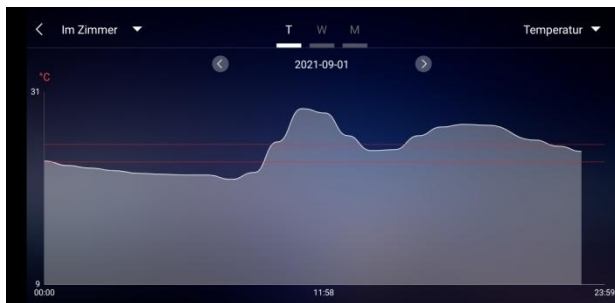 Im Zimmer
T W M
Temperatur
2021-09-01
°C
31
9
00:00 11:58 23:59